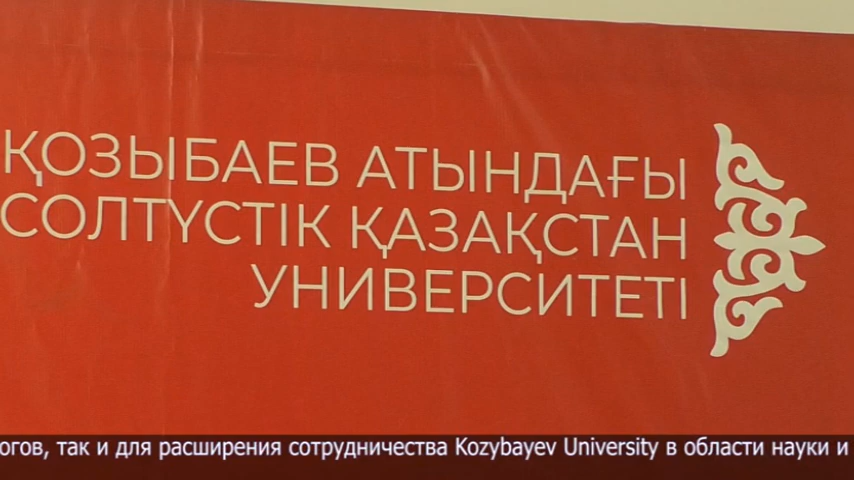 ҚОЗЫБАЕВ АТЫНДАҒЫ
СОЛТҮСТІК ҚАЗАҚСТАН
УНИВЕРСИТЕТІ
огов, так и для расширения сотрудничества Kozybayev University в области науки и